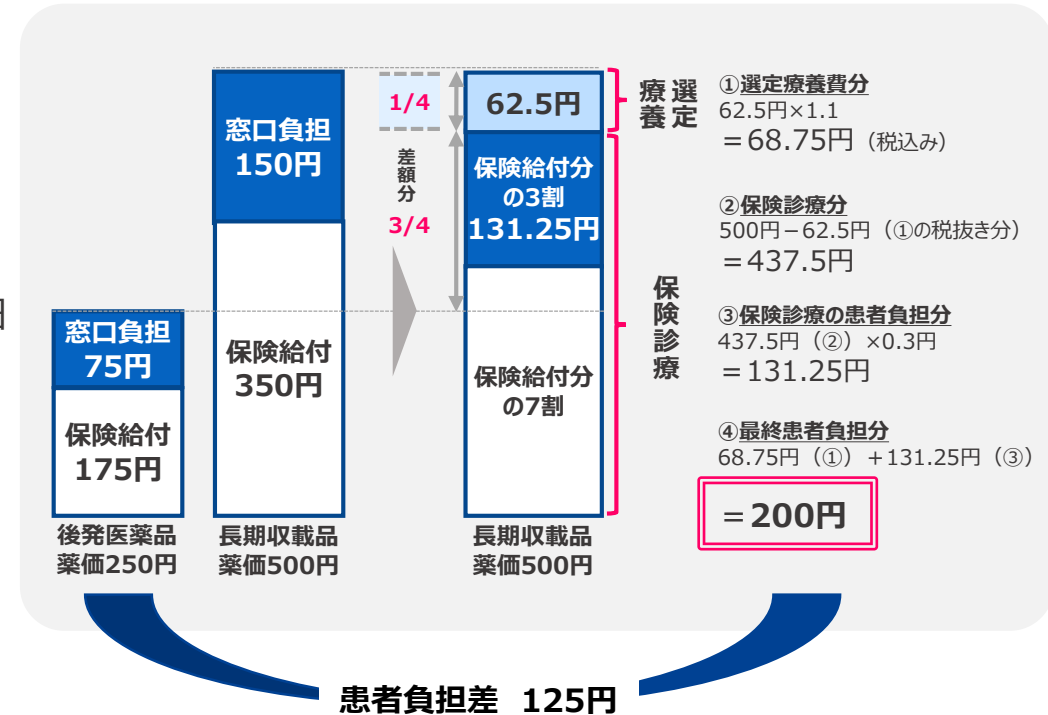 窓口負担
75円
保険給付
175円
後発医薬品
薬価250円
窓口負担
150円
保険給付
350円
長期収載品
薬価500円
1/4
差額分
3/4
62.5円
保険給付分
の3割
131.25円
保険給付分
の7割
長期収載品
薬価500円
選定
療養
保険診療
①選定療養費分
62.5円×1.1
＝68.75円（税込み）
②保険診療分
500円－62.5円（①の税抜き分）
＝437.5円
③保険診療の患者負担分
437.5円（②）×0.3円
＝131.25円
④最終患者負担分
68.75円（①）＋131.25円（③）
＝200円
患者負担差 125円